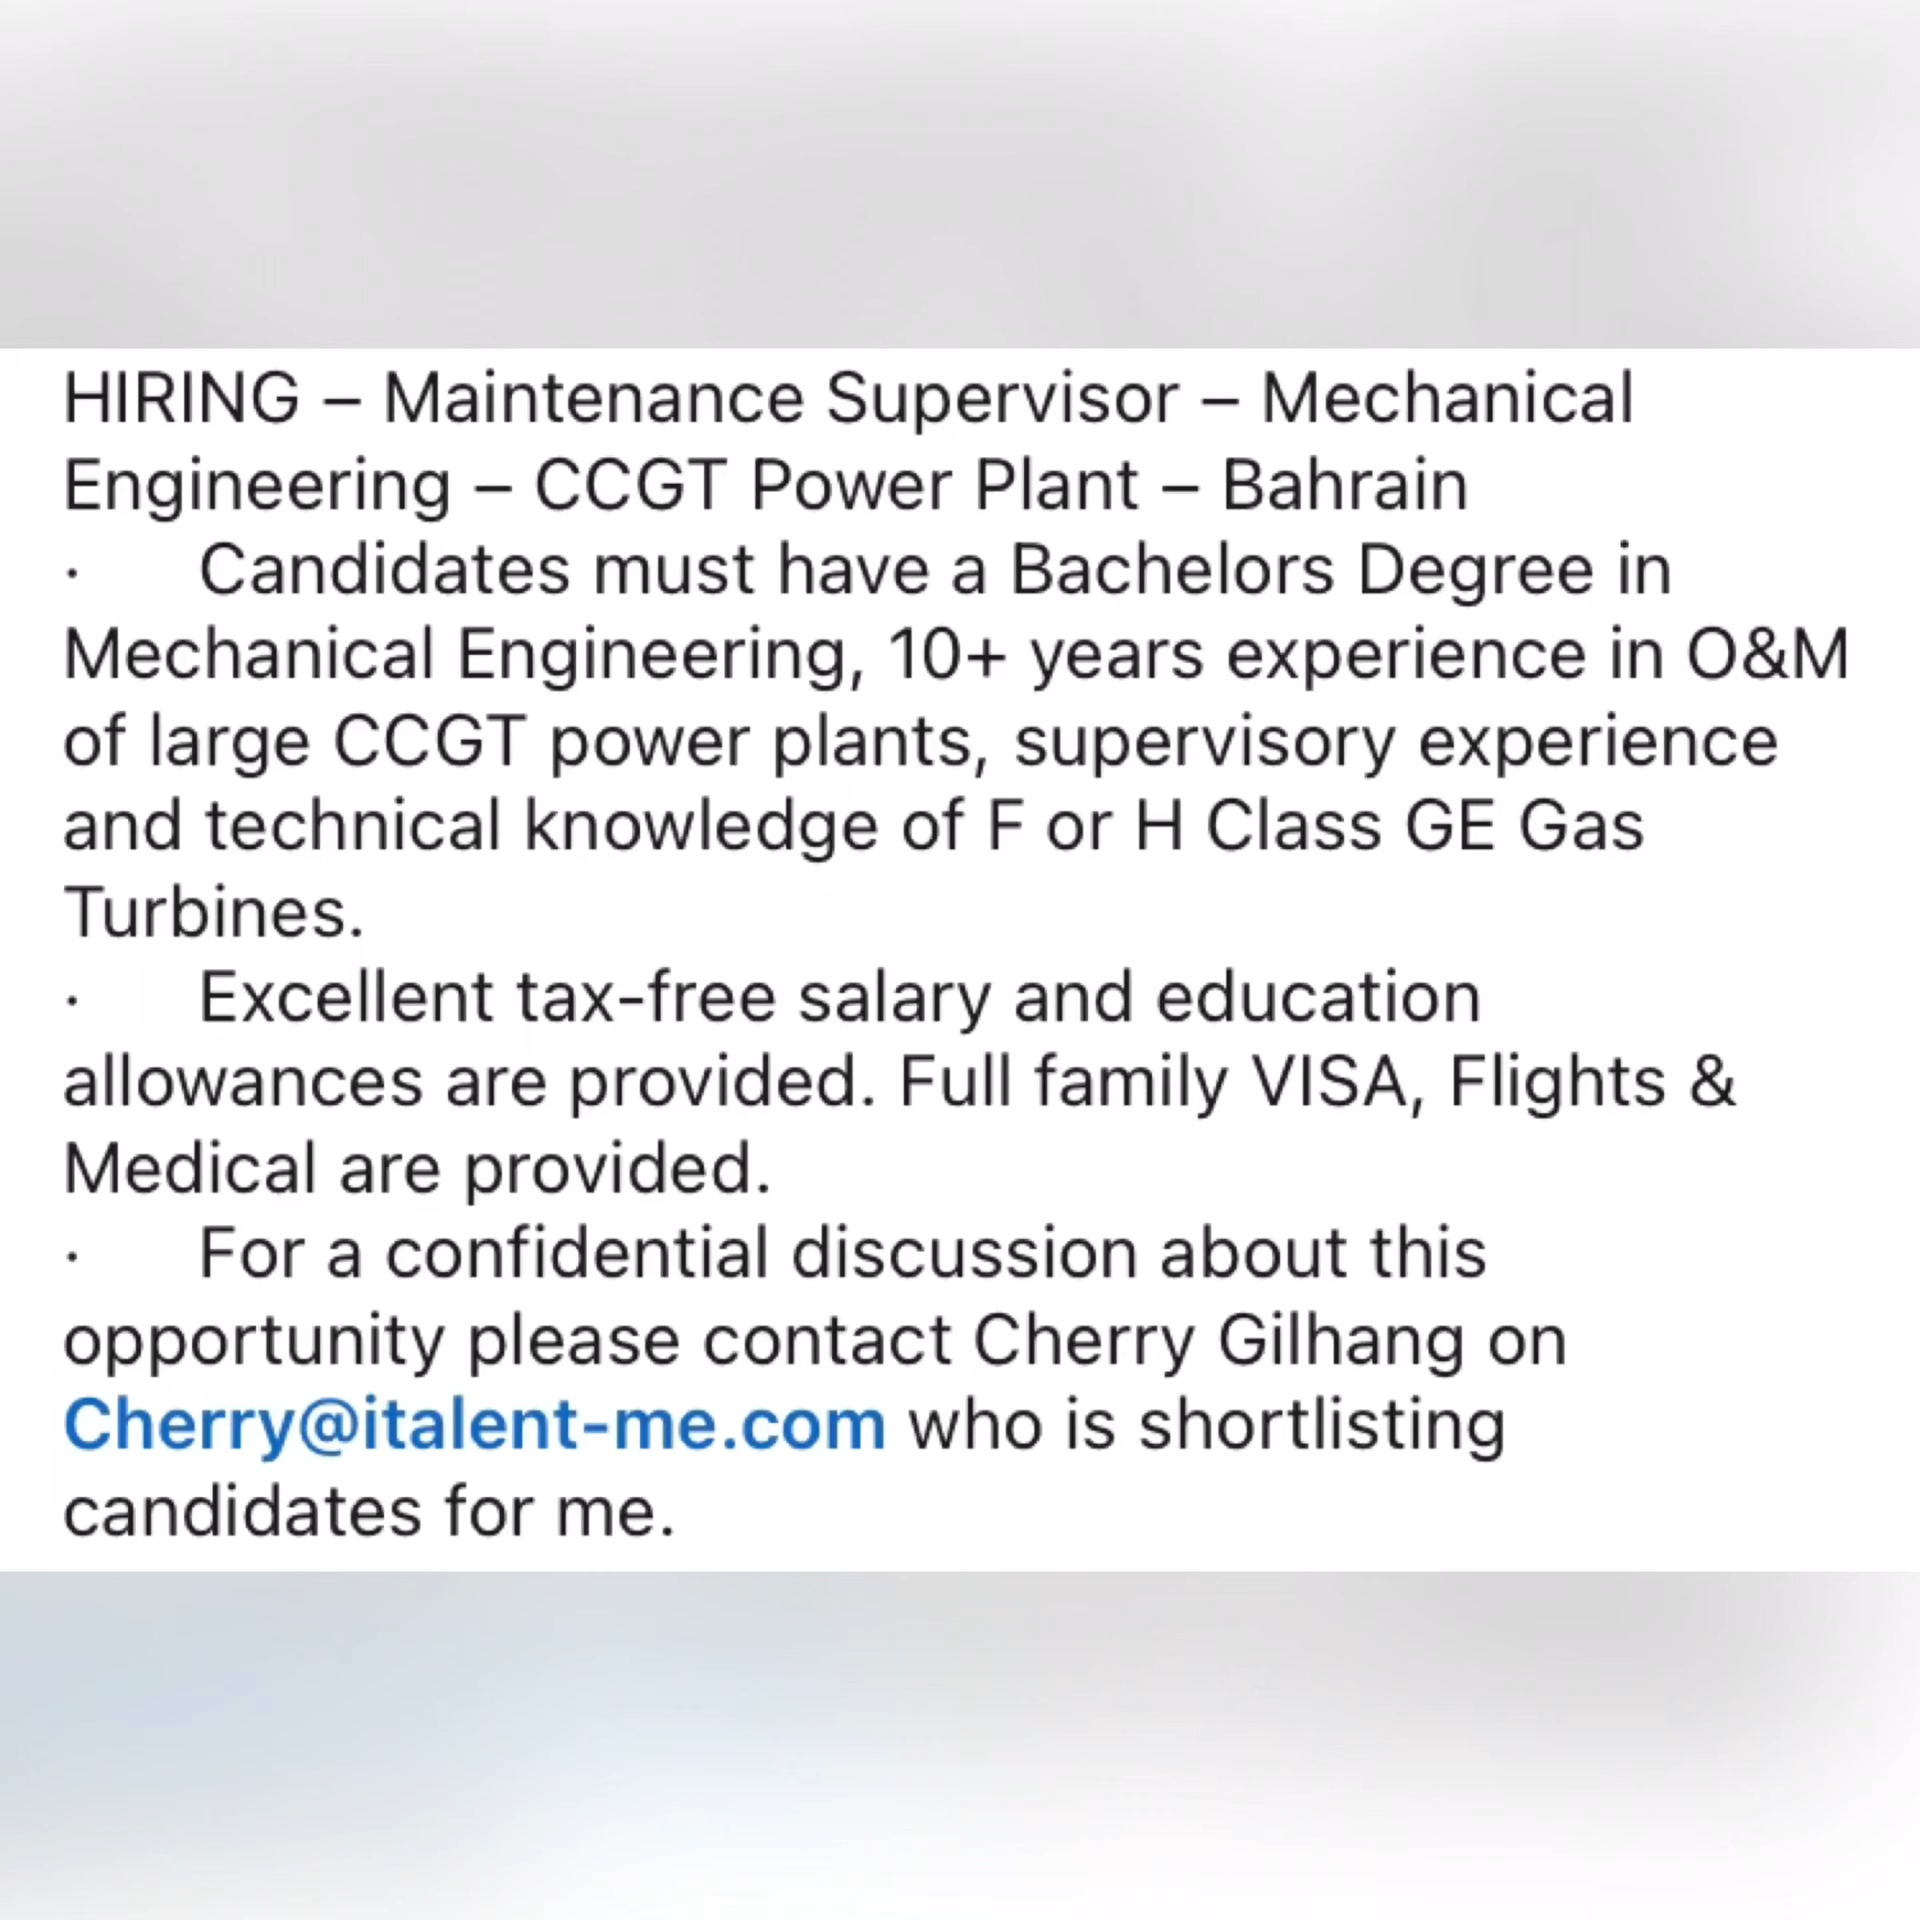 HIRING – Maintenance Supervisor – Mechanical
Engineering – CCGT Power Plant – Bahrain
· Candidates must have a Bachelors Degree in
Mechanical Engineering, 10+ years experience in O&M
of large CCGT power plants, supervisory experience
and technical knowledge of F or H Class GE Gas
Turbines.
· Excellent tax-free salary and education
allowances are provided. Full family VISA, Flights &
Medical are provided.
· For a confidential discussion about this
opportunity please contact Cherry Gilhang on
Cherry@italent-me.com who is shortlisting
candidates for me.